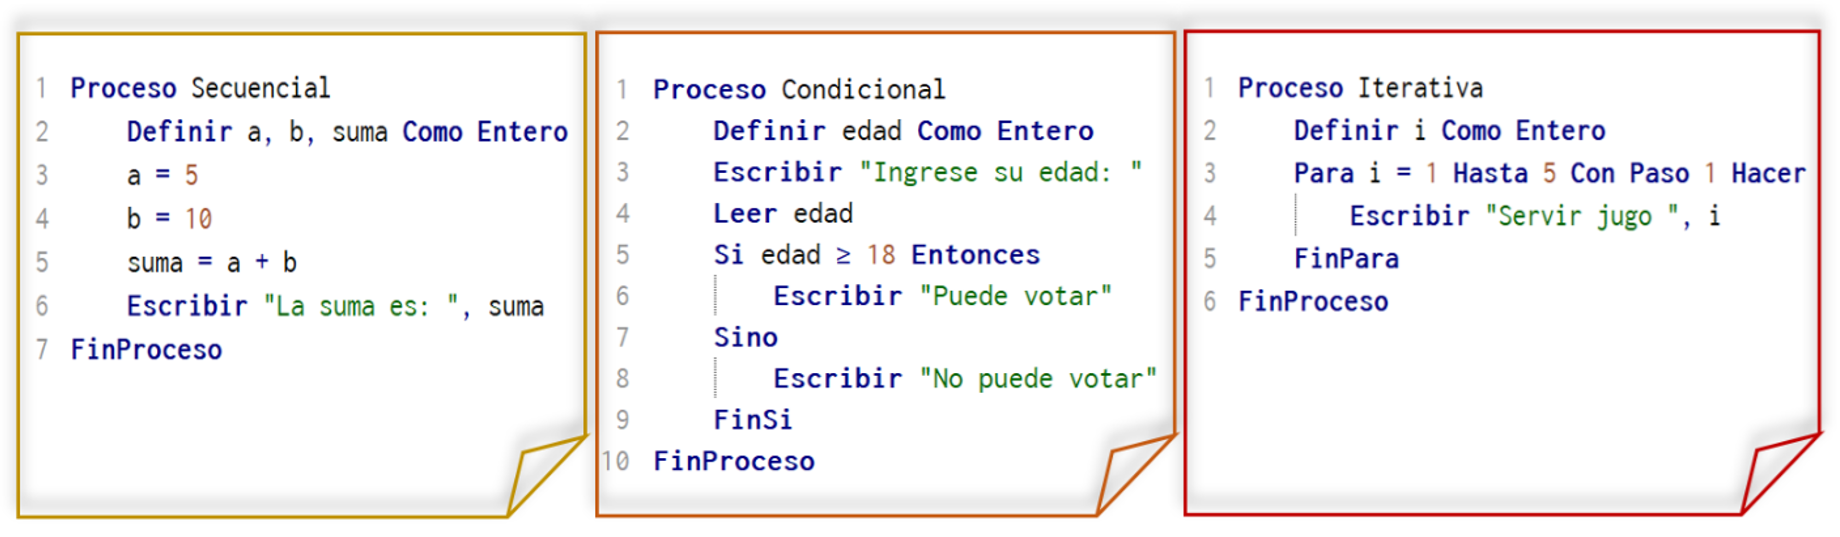 1 Proceso Secuencial
2 Definir a, b, suma Como Entero
3 a = 5
4 b = 10
5 suma = a + b
6 Escribir "La suma es: ", suma
7 FinProceso
1 Proceso Condicional
2 Definir edad Como Entero
3 Escribir "Ingrese su edad: "
4 Leer edad
5 Si edad ≥ 18 Entonces
6 Escribir "Puede votar"
7 Sino
8 Escribir "No puede votar"
9 FinSi
10 FinProceso
1 Proceso Iterativa
2 Definir i Como Entero
3 Para i = 1 Hasta 5 Con Paso 1 Hacer
4 Escribir "Servir jugo ", i
5 FinPara
6 FinProceso